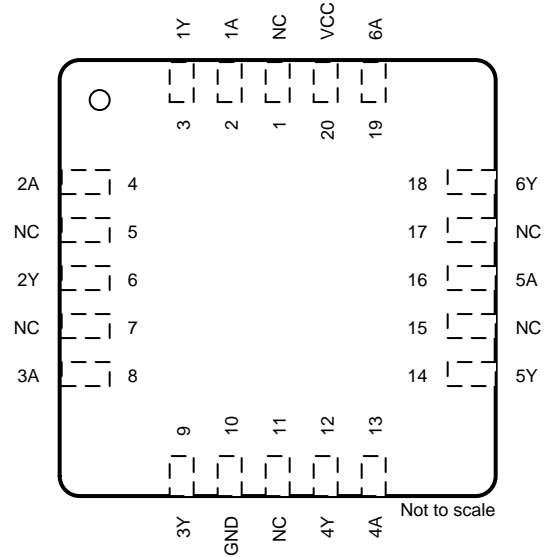 1Y 1A NC VCC 6A
3 2 1 20 19
2A 4 18 6Y
NC 5 17 NC
2Y 6 16 5A
NC 7 15 NC
3A 8 14 5Y
9 10 11 12 13
3Y GND NC 4Y 4A
Not to scale